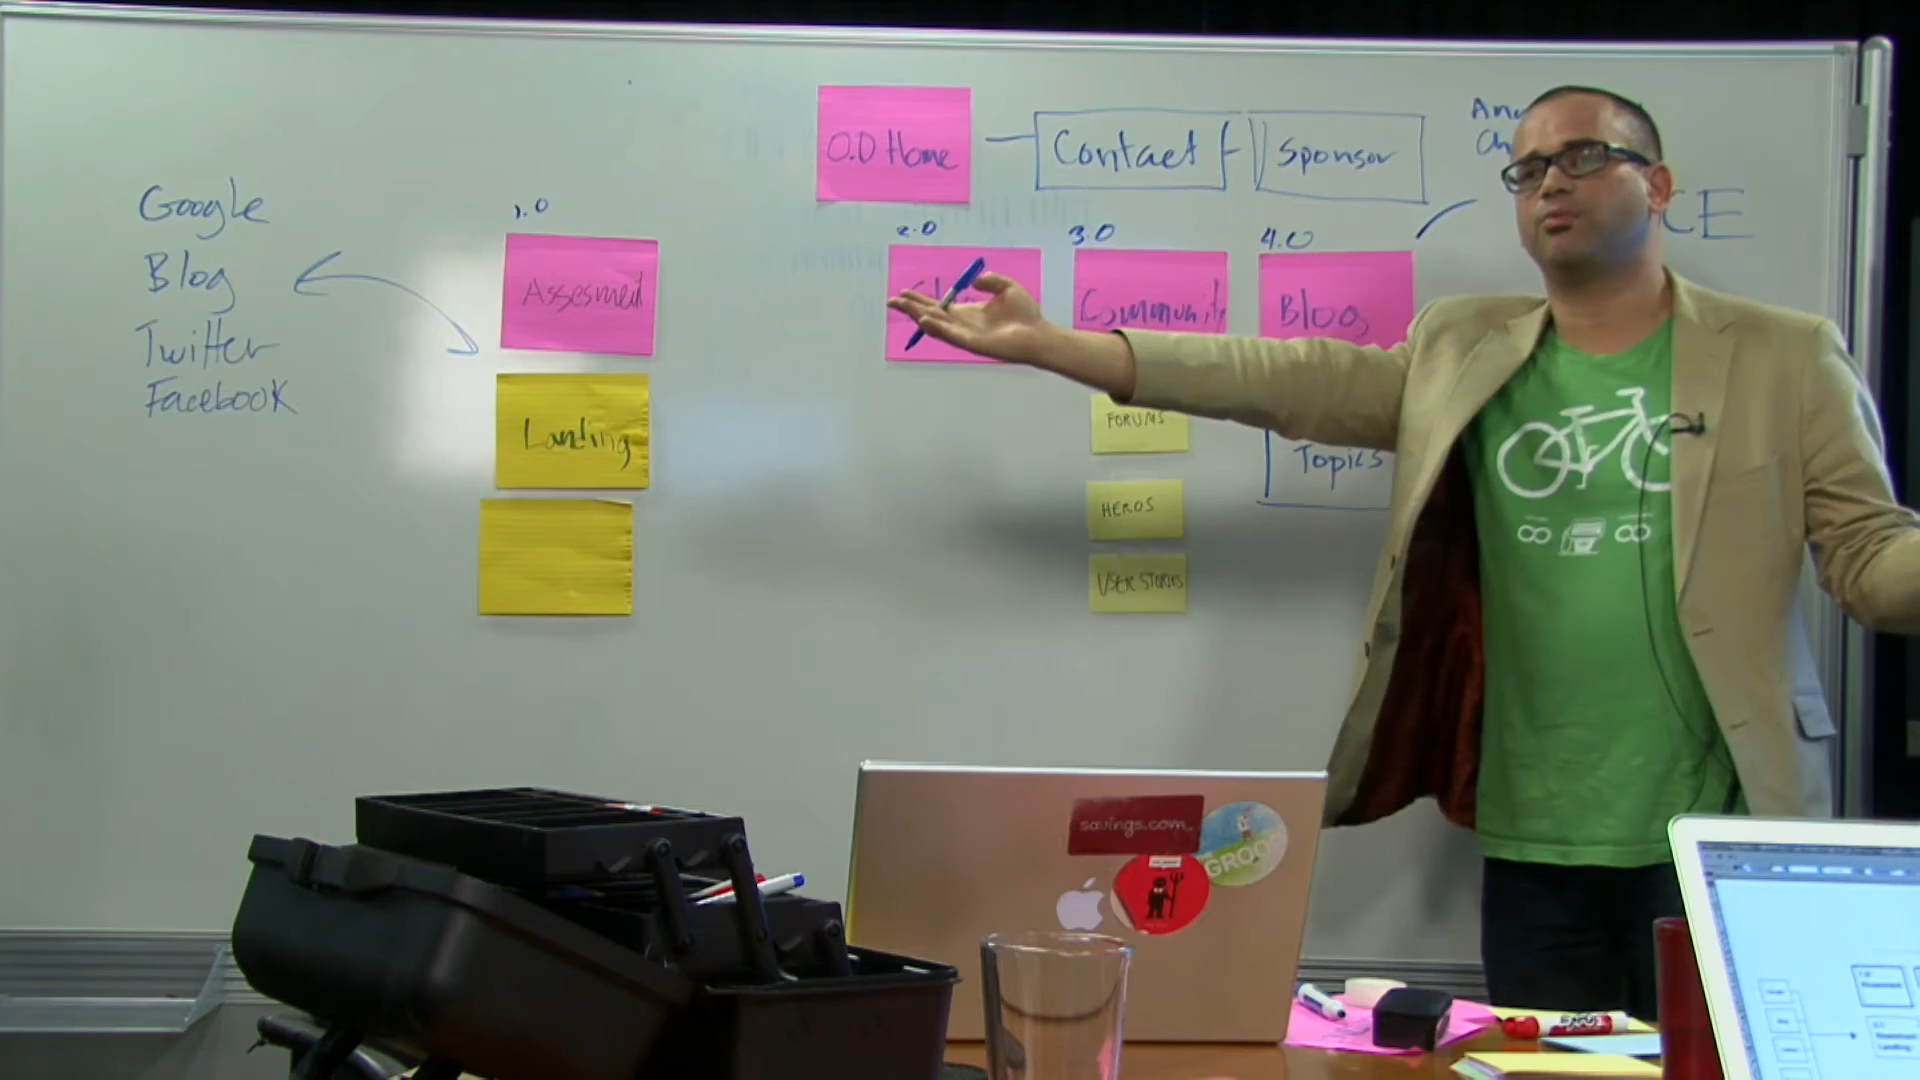 0.0 Home
Contact
Sponsor
Google
Blog
Twitter
Facebook
1.0
Assesment
Landing
2.0
3.0
Community
FORUMS
HEROS
USER STORIES
4.0
Blog
Topics
CE
savings.com